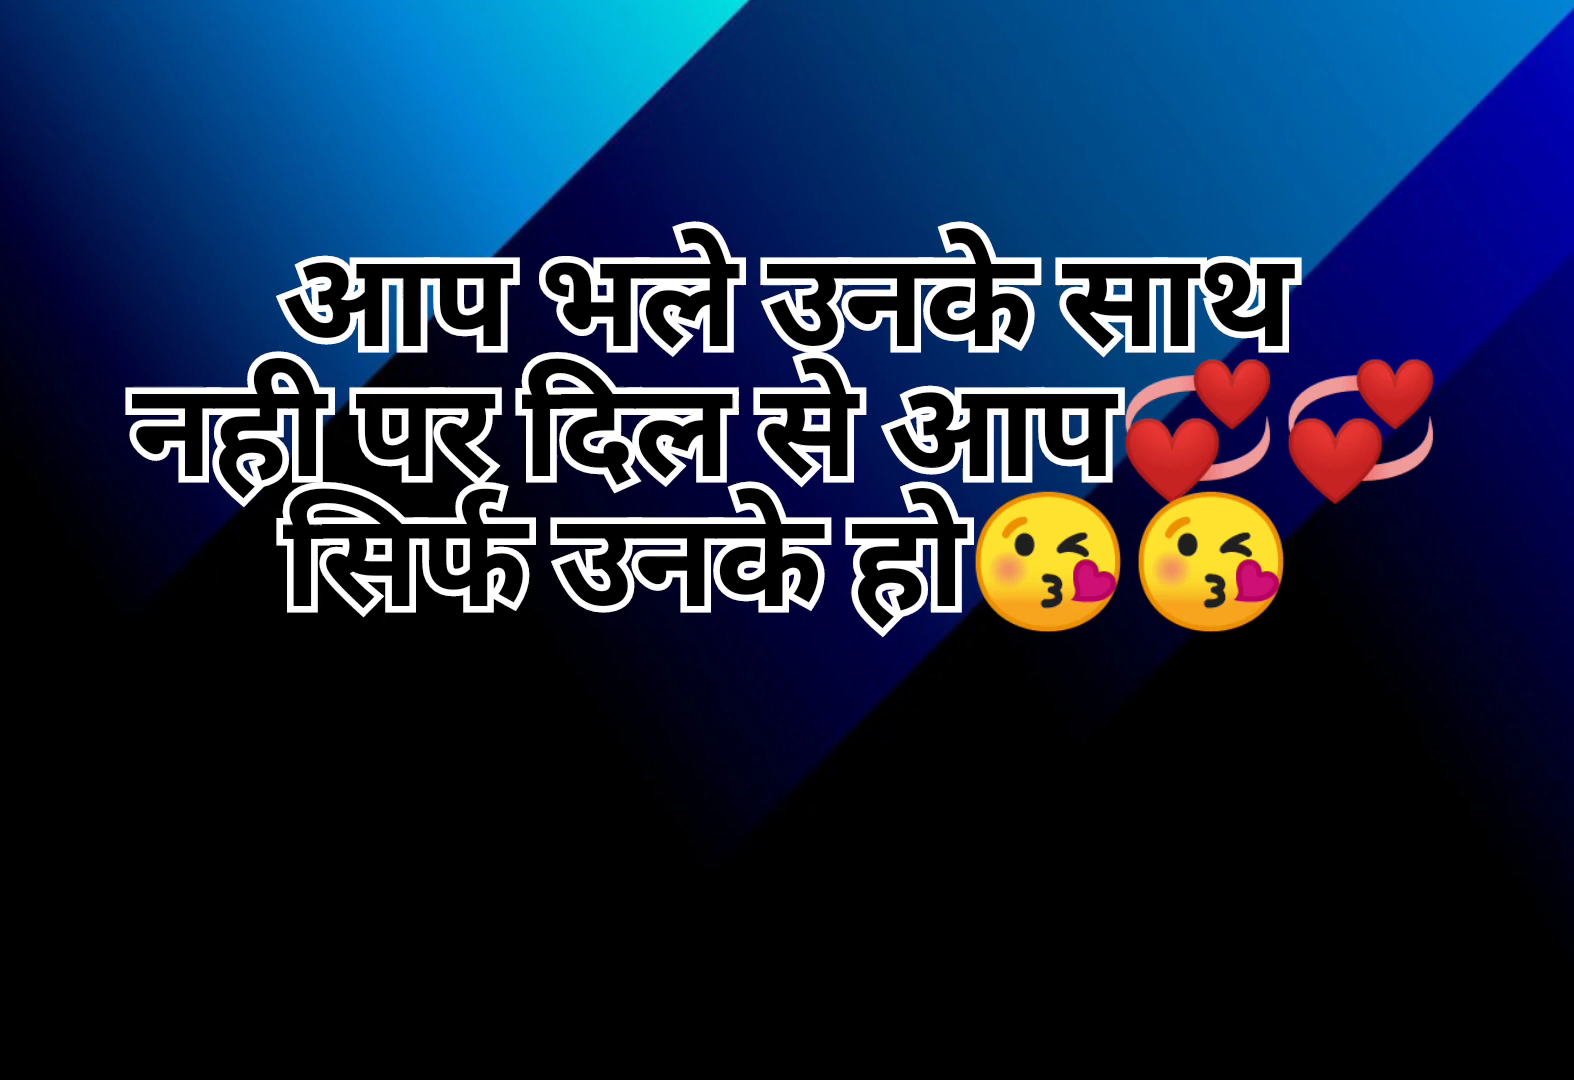 आप भले उनके साथ
नही पर दिल से आप💞💞
सिर्फ उनके हो😘😘